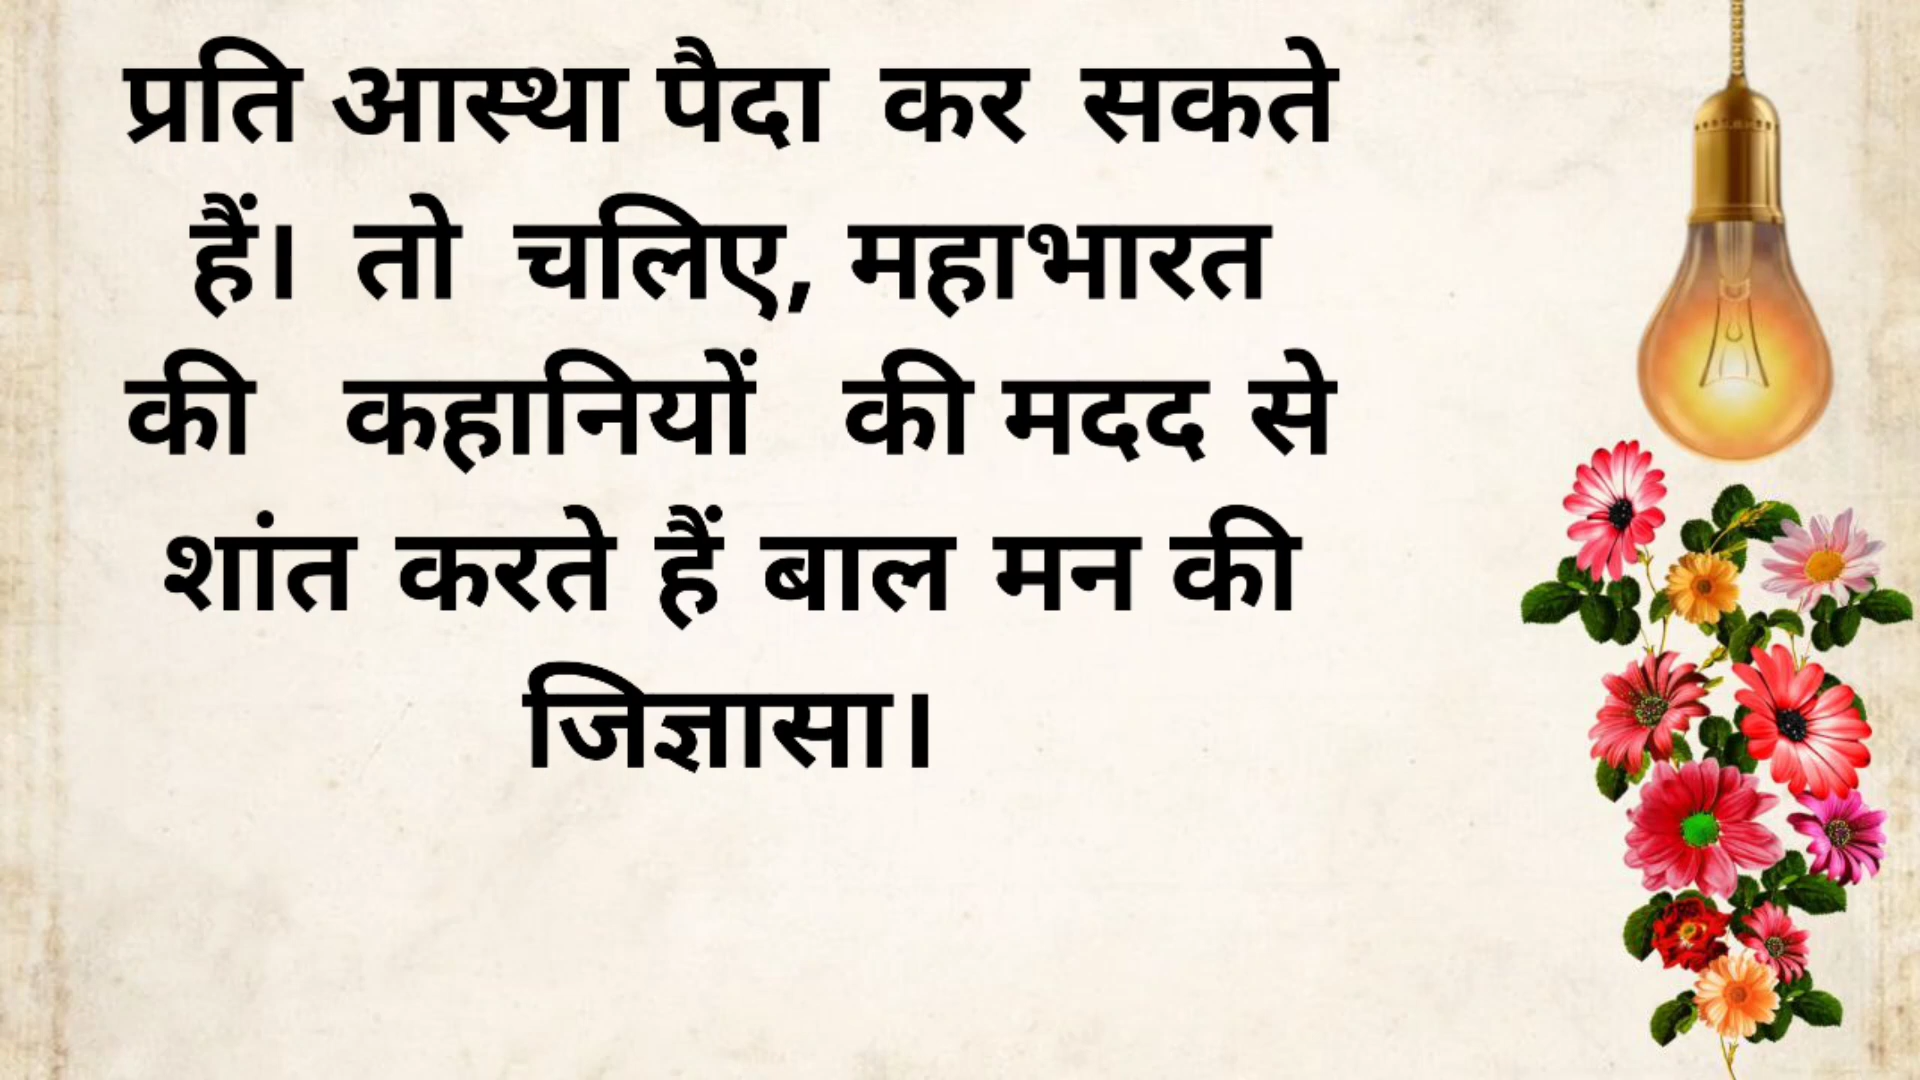 प्रति आस्था पैदा कर सकते
हैं। तो चलिए, महाभारत
की कहानियों की मदद से
शांत करते हैं बाल मन की
जिज्ञासा।